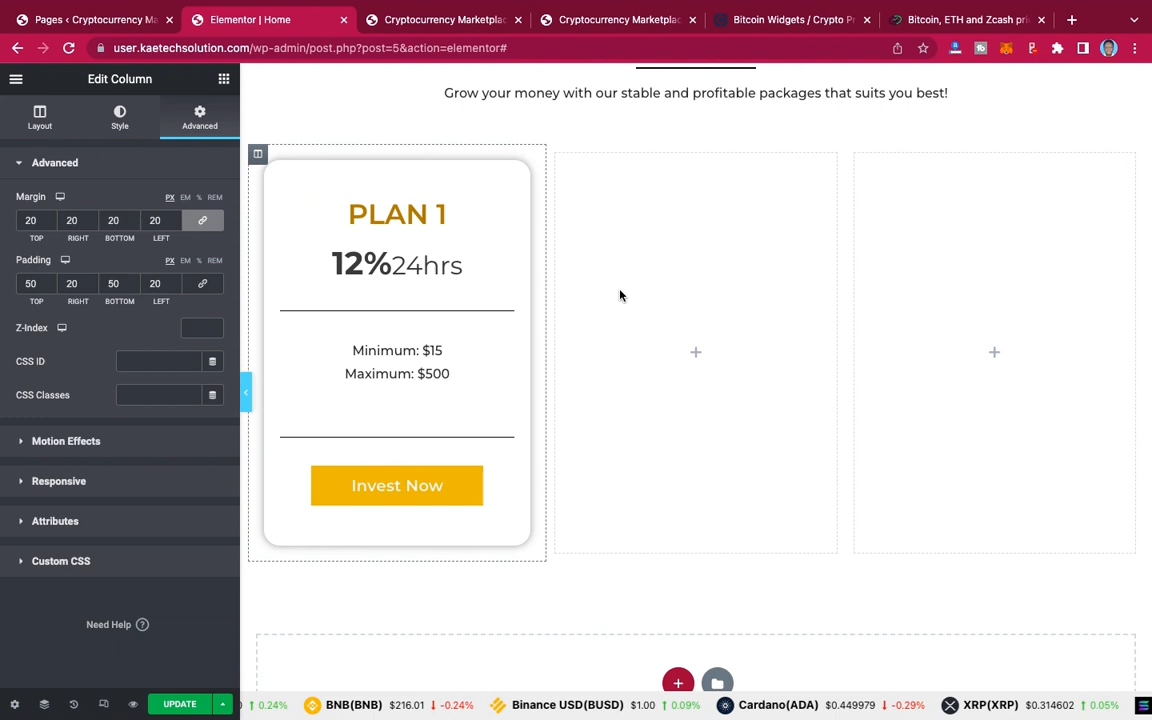 Pages < Cryptocurrency Ma
Elementor | Home
Cryptocurrency Marketplac
Cryptocurrency Marketplac
Bitcoin Widgets / Crypto Pr
Bitcoin, ETH and Zcash pri
user.kaetechsolution.com/wp-admin/post.php?post=5&action=elementor#
Edit Column
Layout
Style
Advanced
Advanced
Margin
PX EM % REM
20 20 20 20
TOP RIGHT BOTTOM LEFT
Padding
PX EM % REM
50 20 50 20
TOP RIGHT BOTTOM LEFT
Z-Index
CSS ID
CSS Classes
Motion Effects
Responsive
Attributes
Custom CSS
Need Help
UPDATE
Grow your money with our stable and profitable packages that suits you best!
PLAN 1
12%24hrs
Minimum: $15
Maximum: $500
Invest Now
0.24% BNB(BNB) $216.01 ↓ -0.24% Binance USD(BUSD) $1.00 ↑ 0.09% Cardano(ADA) $0.449979 ↓ -0.29% XRP(XRP) $0.314602 ↑ 0.05%